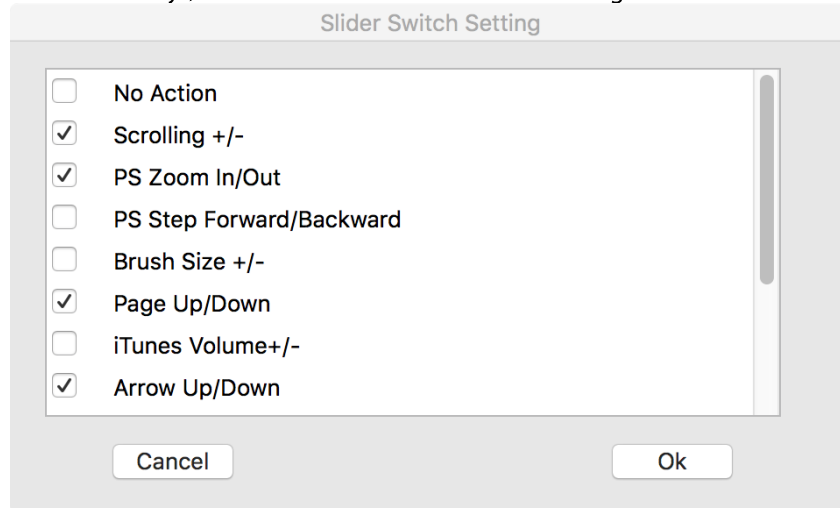 Slider Switch Setting
No Action
Scrolling +/-
PS Zoom In/Out
PS Step Forward/Backward
Brush Size +/-
Page Up/Down
iTunes Volume+/-
Arrow Up/Down
Cancel
Ok